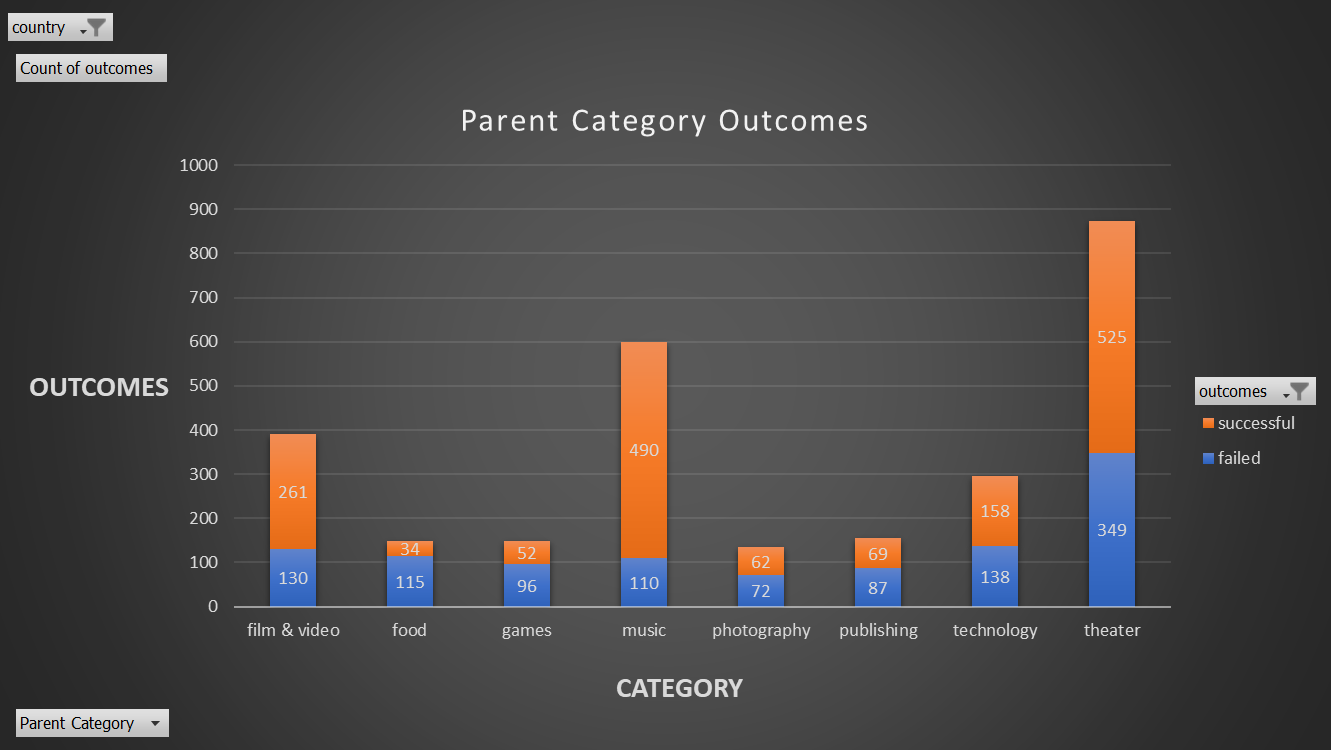 country
Count of outcomes
Parent Category Outcomes
1000
900
800
700
600
500
400
300
200
100
0
OUTCOMES
261
130
34
115
52
96
490
110
62
72
69
87
158
138
525
349
film & video
food
games
music
photography
publishing
technology
theater
CATEGORY
outcomes
successful
failed
Parent Category